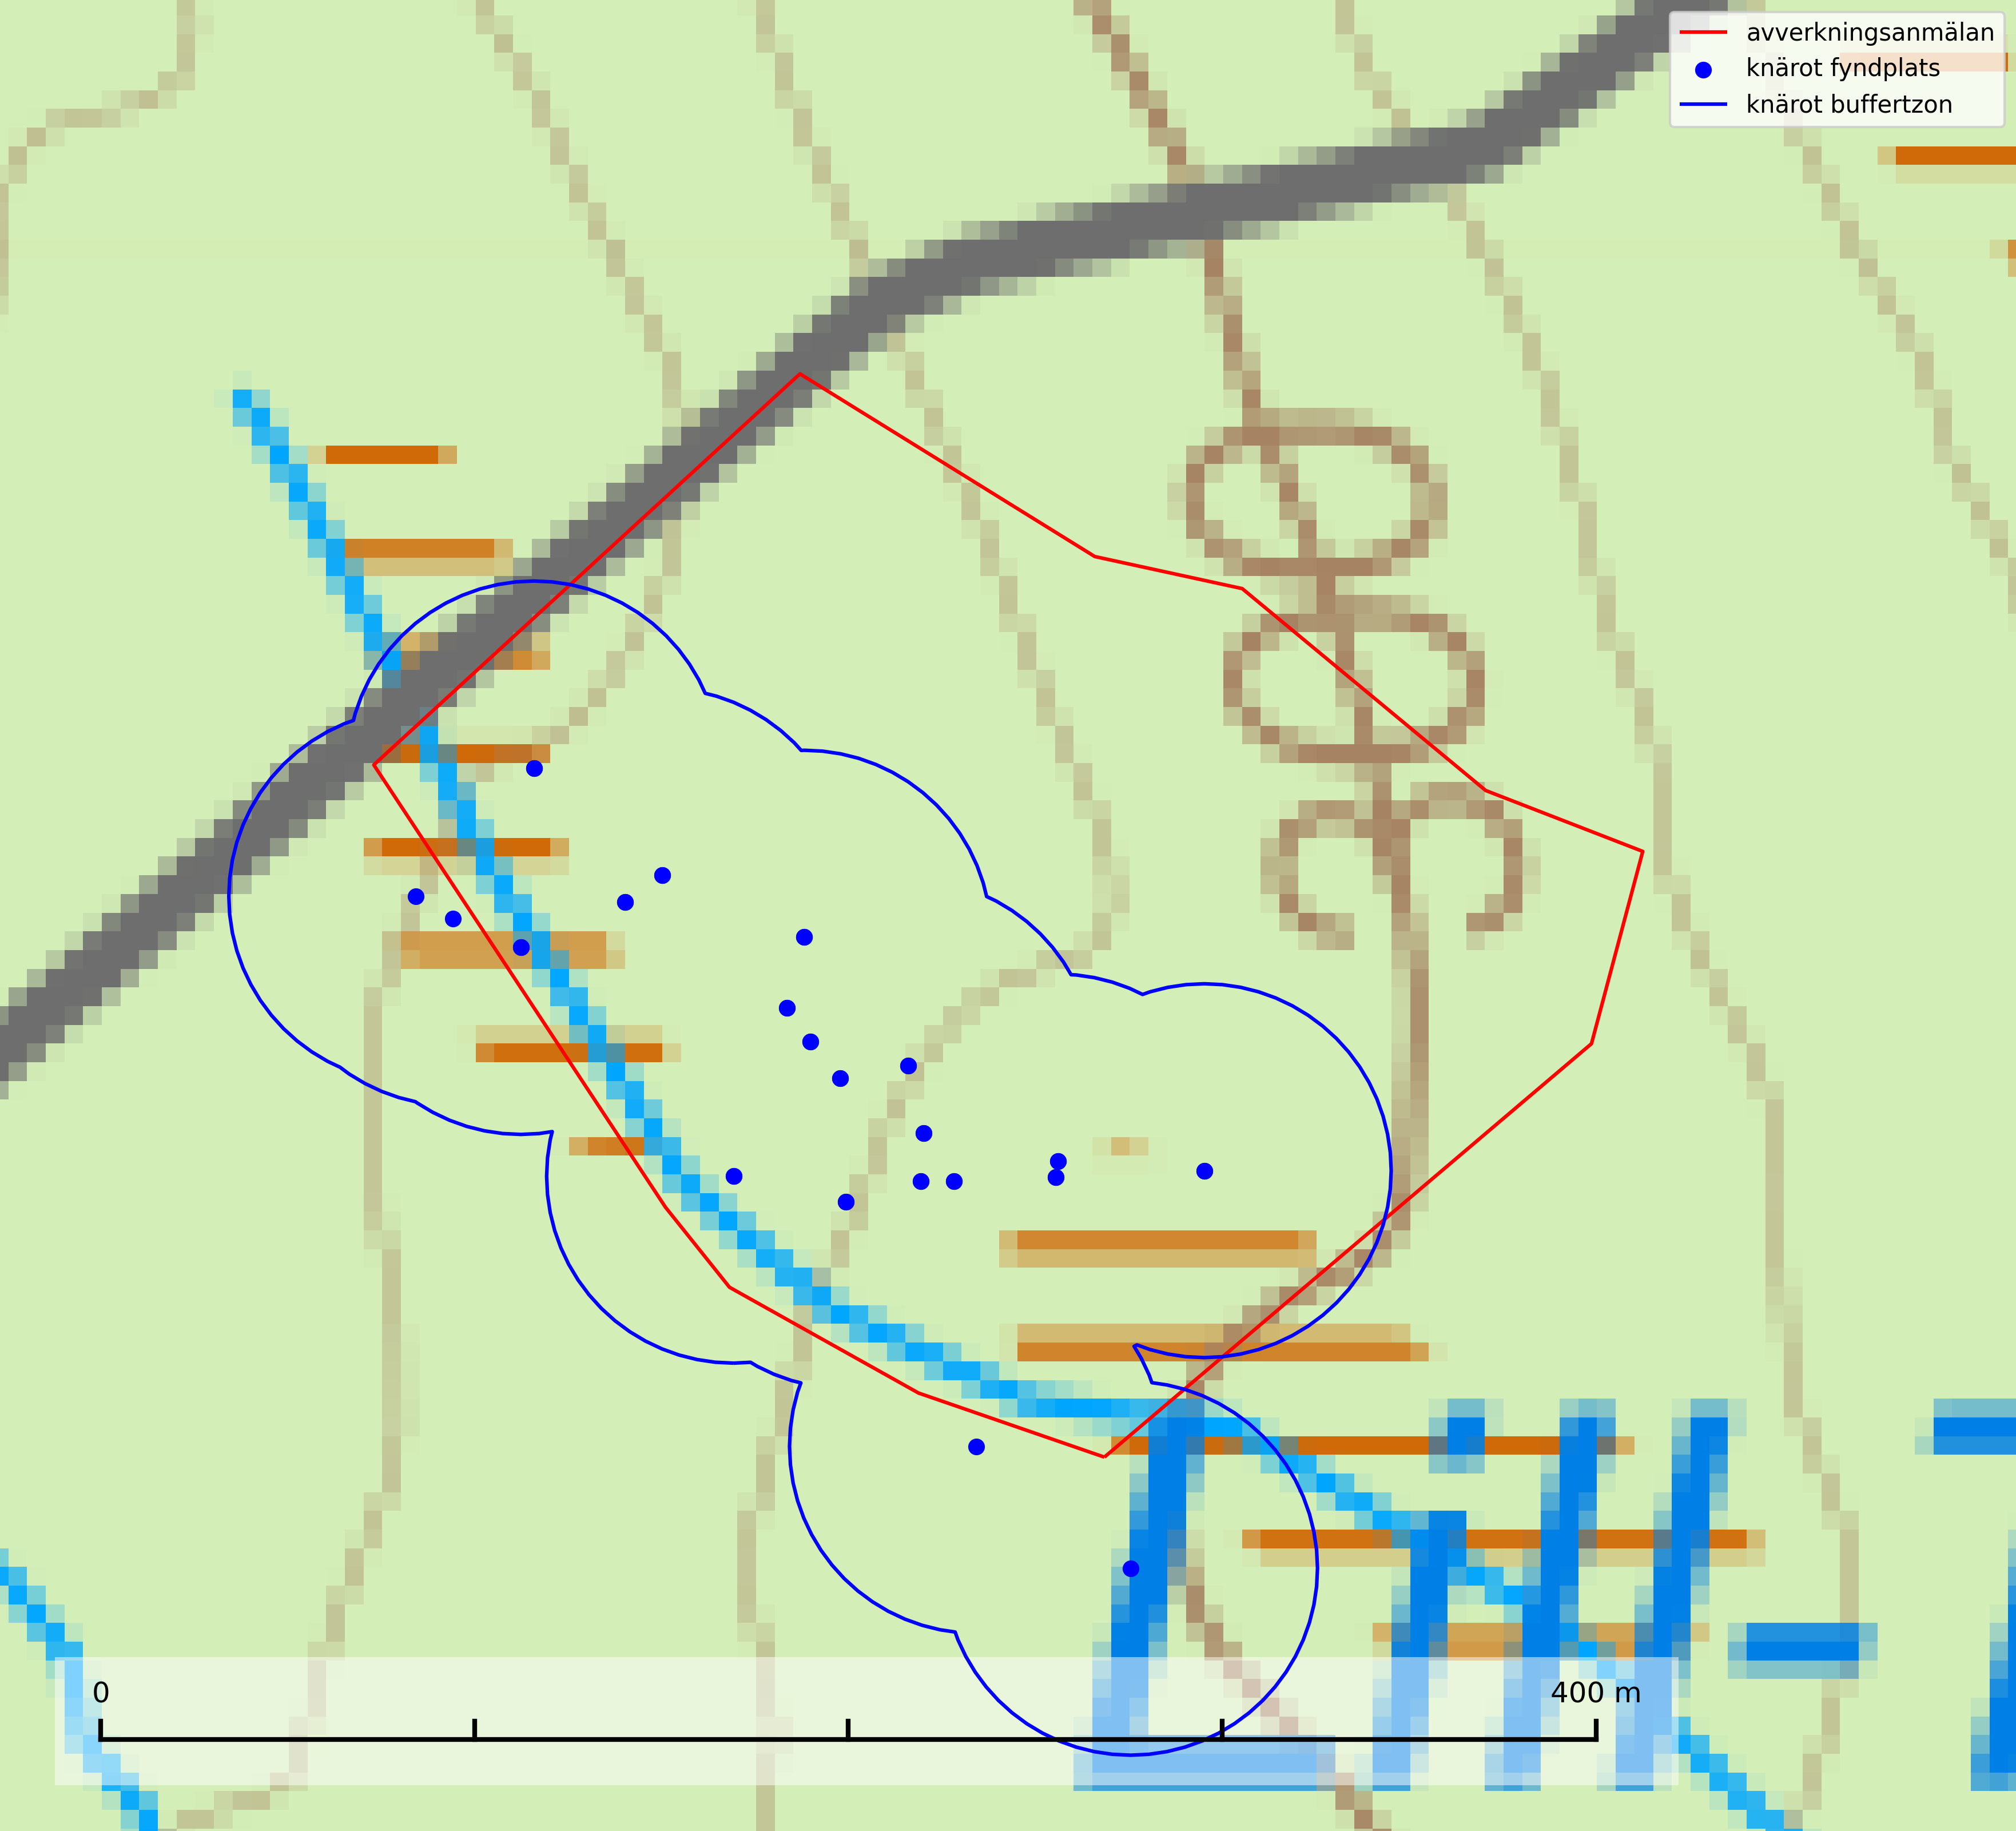 avverkningsanmälan
knärot fyndplats
knärot buffertzon
0
400 m